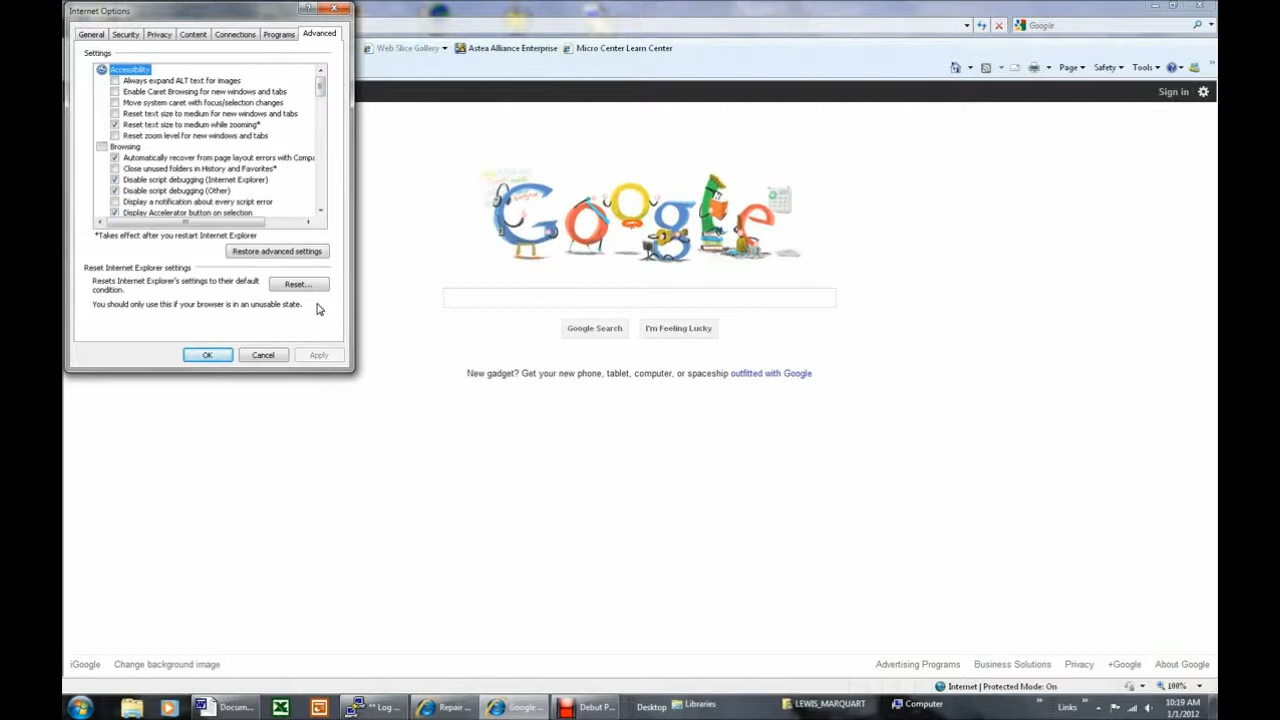 Internet Options
General Security Privacy Content Connections Programs Advanced
Settings
Accessibility
Always expand ALT text for images
Enable Caret Browsing for new windows and tabs
Move system caret with focus/selection changes
Reset text size to medium for new windows and tabs
Reset text size to medium while zooming*
Reset zoom level for new windows and tabs
Browsing
Automatically recover from page layout errors with Compa
Close unused folders in History and Favorites*
Disable script debugging (Internet Explorer)
Disable script debugging (Other)
Display a notification about every script error
Display Accelerator button on selection
*Takes effect after you restart Internet Explorer
Restore advanced settings
Reset Internet Explorer settings
Resets Internet Explorer's settings to their default
condition.
Reset...
You should only use this if your browser is in an unusable state.
OK Cancel Apply
Google
Web Slice Gallery Astea Alliance Enterprise Micro Center Learn Center
Page Safety Tools
Sign in
Google
Google Search I'm Feeling Lucky
New gadget? Get your new phone, tablet, computer, or spaceship outfitted with Google
iGoogle Change background image Advertising Programs Business Solutions Privacy +Google About Google
Internet | Protected Mode: On 100%
Docum... ** Log ... Repair ... Google ... Debut P... Desktop Libraries LEWIS_MARQUART Computer Links
10:19 AM
1/1/2012